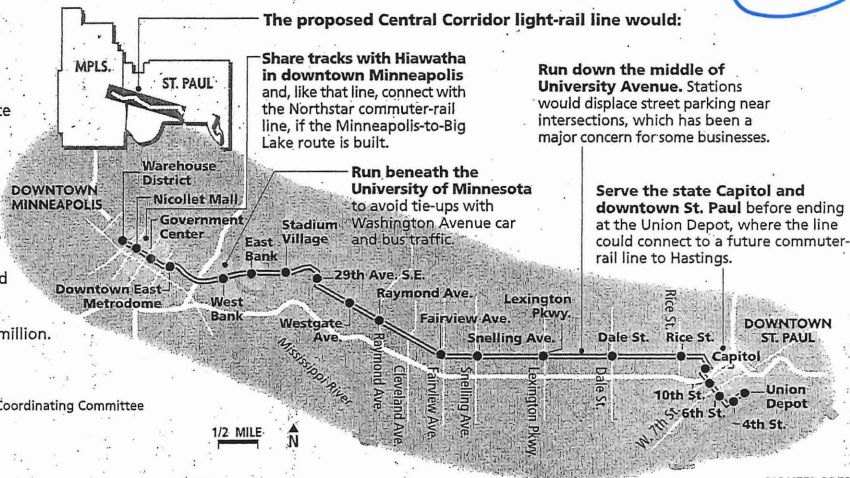 The proposed Central Corridor light-rail line would:
MPLS.
ST. PAUL
Share tracks with Hiawatha
in downtown Minneapolis
and, like that line, connect with
the Northstar commuter-rail
line, if the Minneapolis-to-Big
Lake route is built.
Run down the middle of
University Avenue. Stations
would displace street parking near
intersections, which has been a
major concern for some businesses.
Run beneath the
University of Minnesota
to avoid tie-ups with
Washington Avenue car
and bus traffic.
Serve the state Capitol and
downtown St. Paul before ending
at the Union Depot, where the line
could connect to a future commuter-
rail line to Hastings.
DOWNTOWN
MINNEAPOLIS
Warehouse
District
Nicollet Mall
Government
Center
Downtown East
Metrodome
West
Bank
East
Bank
Stadium
Village
29th Ave. S.E.
Westgate
Ave.
Raymond Ave.
Fairview Ave.
Snelling Ave.
Lexington
Pkwy.
Dale St.
Rice St.
Capitol
10th St.
6th St.
4th St.
Union
Depot
DOWNTOWN
ST. PAUL
Mississippi River
Raymond Ave.
Cleveland Ave.
Fairview Ave.
Snelling Ave.
Lexington Pkwy.
Dale St.
Rice St.
W. 7th St.
million.
Coordinating Committee
1/2 MILE
N